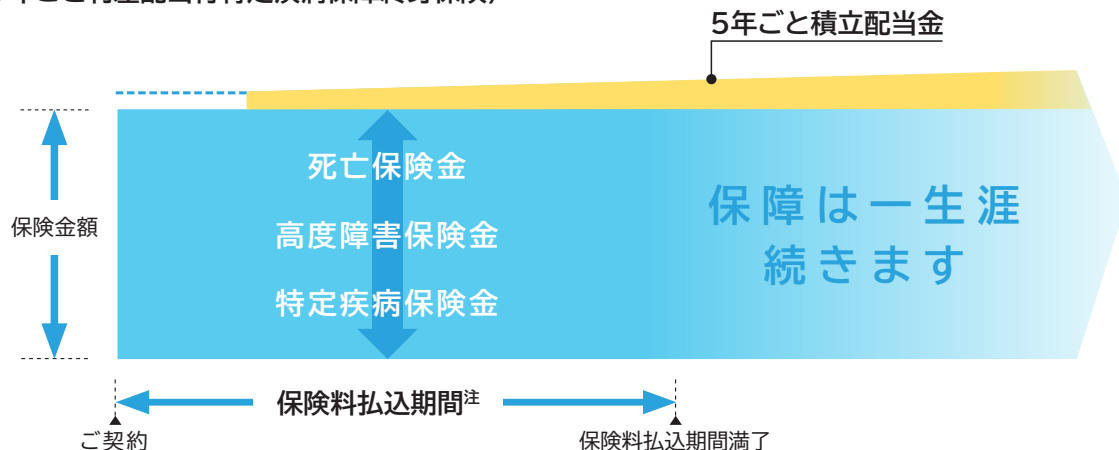 5年ごと積立配当金
死亡保険金
高度障害保険金
特定疾病保険金
保険金額
保障は一生涯
続きます
保険料払込期間注
ご契約
保険料払込期間満了